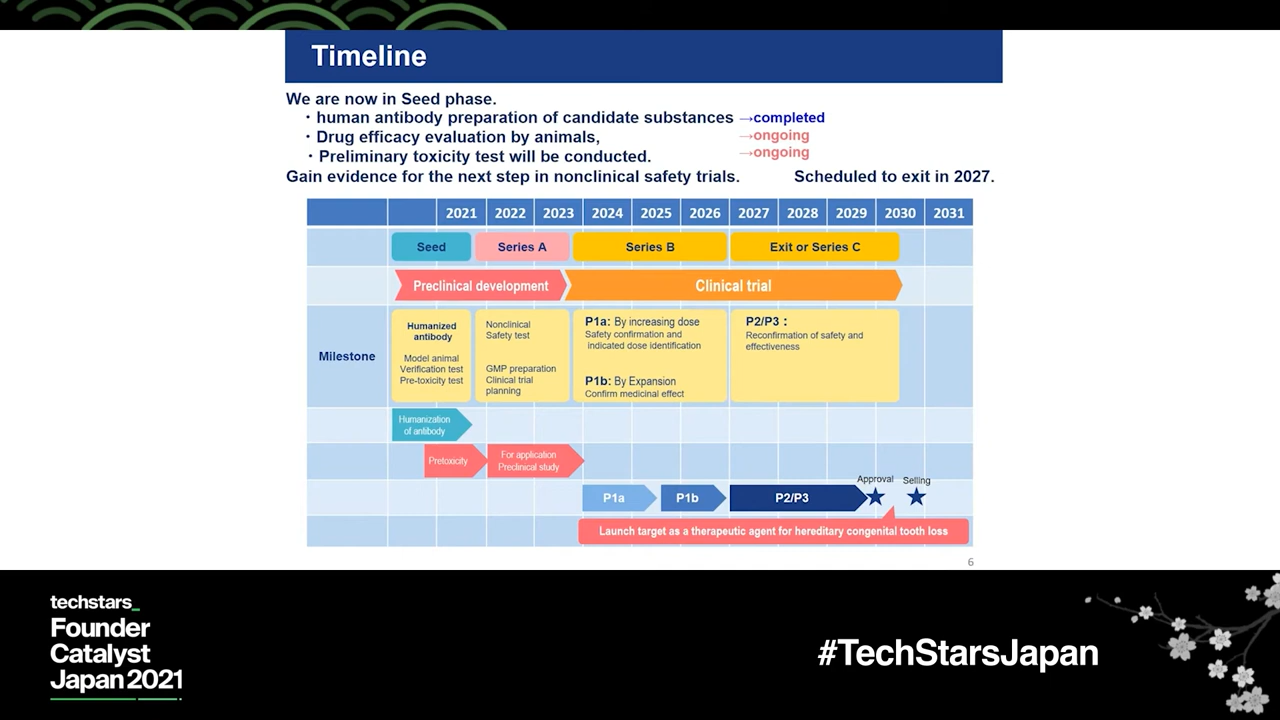 Timeline
We are now in Seed phase.
・human antibody preparation of candidate substances →completed
・Drug efficacy evaluation by animals, →ongoing
・Preliminary toxicity test will be conducted. →ongoing
Gain evidence for the next step in nonclinical safety trials. Scheduled to exit in 2027.
2021 2022 2023 2024 2025 2026 2027 2028 2029 2030 2031
Seed Series A Series B Exit or Series C
Preclinical development Clinical trial
Milestone
Humanized
antibody
Model animal
Verification test
Pre-toxicity test
Nonclinical
Safety test
GMP preparation
Clinical trial
planning
P1a: By increasing dose
Safety confirmation and
indicated dose identification
P1b: By Expansion
Confirm medicinal effect
P2/P3：
Reconfirmation of safety and
effectiveness
Humanization
of antibody
Pretoxicity
For application
Preclinical study
P1a P1b P2/P3
Approval Selling
Launch target as a therapeutic agent for hereditary congenital tooth loss
6
techstars_
Founder
Catalyst
Japan 2021
#TechStarsJapan